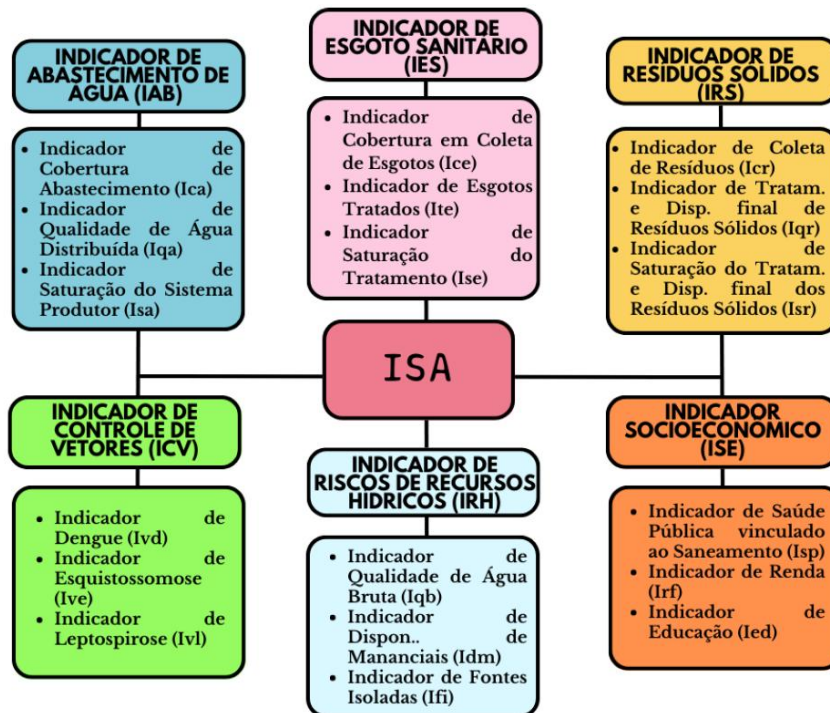 INDICADOR DE
ABASTECIMENTO DE
ÁGUA (IAB)
Indicador de
Cobertura de
Abastecimento (Ica)
Indicador de
Qualidade de Água
Distribuída (Iqa)
Indicador de
Saturação do Sistema
Produtor (Isa)
INDICADOR DE
ESGOTO SANITÁRIO
(IES)
Indicador de
Cobertura em Coleta
de Esgotos (Ice)
Indicador de Esgotos
Tratados (Ite)
Indicador de
Saturação do
Tratamento (Ise)
INDICADOR DE
RESÍDUOS SÓLIDOS
(IRS)
Indicador de Coleta
de Resíduos (Icr)
Indicador de Tratam.
e Disp. final de
Resíduos Sólidos (Iqr)
Indicador de
Saturação do Tratam.
e Disp. final dos
Resíduos Sólidos (Isr)
ISA
INDICADOR DE
CONTROLE DE
VETORES (ICV)
Indicador de
Dengue (Ivd)
Indicador de
Esquistossomose
(Ive)
Indicador de
Leptospirose (Ivl)
INDICADOR DE
RISCOS DE RECURSOS
HÍDRICOS (IRH)
Indicador de
Qualidade de Água
Bruta (Iqb)
Indicador de
Dispon.. de
Mananciais (Idm)
Indicador de Fontes
Isoladas (Ifi)
INDICADOR
SOCIOECONÔMICO
(ISE)
Indicador de Saúde
Pública vinculado
ao Saneamento (Isp)
Indicador de Renda
(Irf)
Indicador de
Educação (Ied)